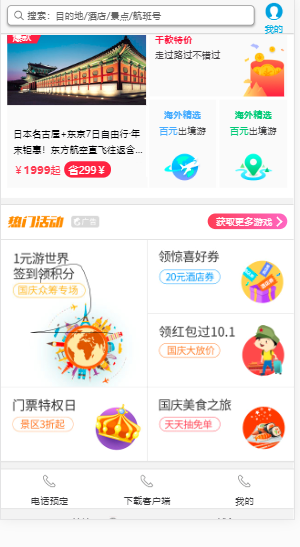 搜索：目的地/酒店/景点/航班号
我的
爆款
日本名古屋+东京7日自由行·年
末钜惠！东方航空直飞往返含...
￥1999起 省299￥
千款特价
走过路过不错过
海外精选
百元出境游
海外精选
百元出境游
热门活动 广告
获取更多游戏
1元游世界
签到领积分
国庆众筹专场
领惊喜好券
20元酒店券
领红包过10.1
国庆大放价
门票特权日
景区3折起
国庆美食之旅
天天抽免单
电话预定
下载客户端
我的